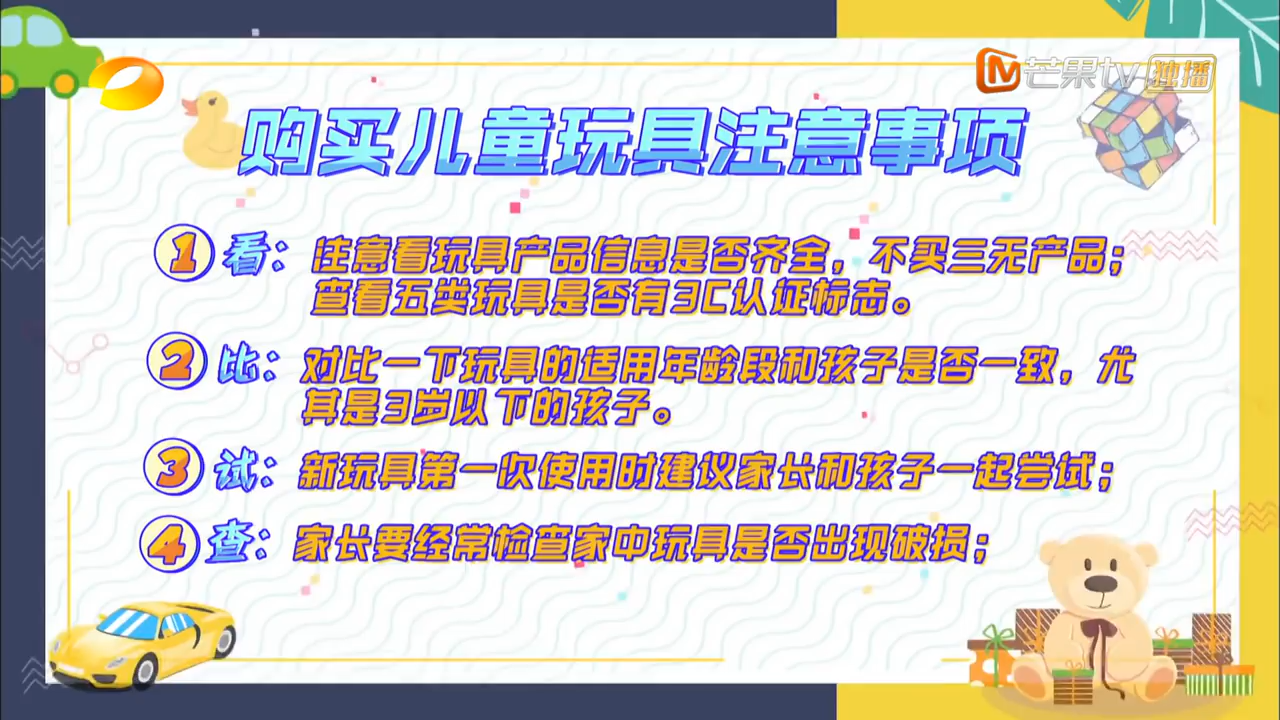 芒果tv 独播
购买儿童玩具注意事项
1 看：注意看玩具产品信息是否齐全，不买三无产品；
查看五类玩具是否有3C认证标志。
2 比：对比一下玩具的适用年龄段和孩子是否一致，尤
其是3岁以下的孩子。
3 试：新玩具第一次使用时建议家长和孩子一起尝试；
4 查：家长要经常检查家中玩具是否出现破损；